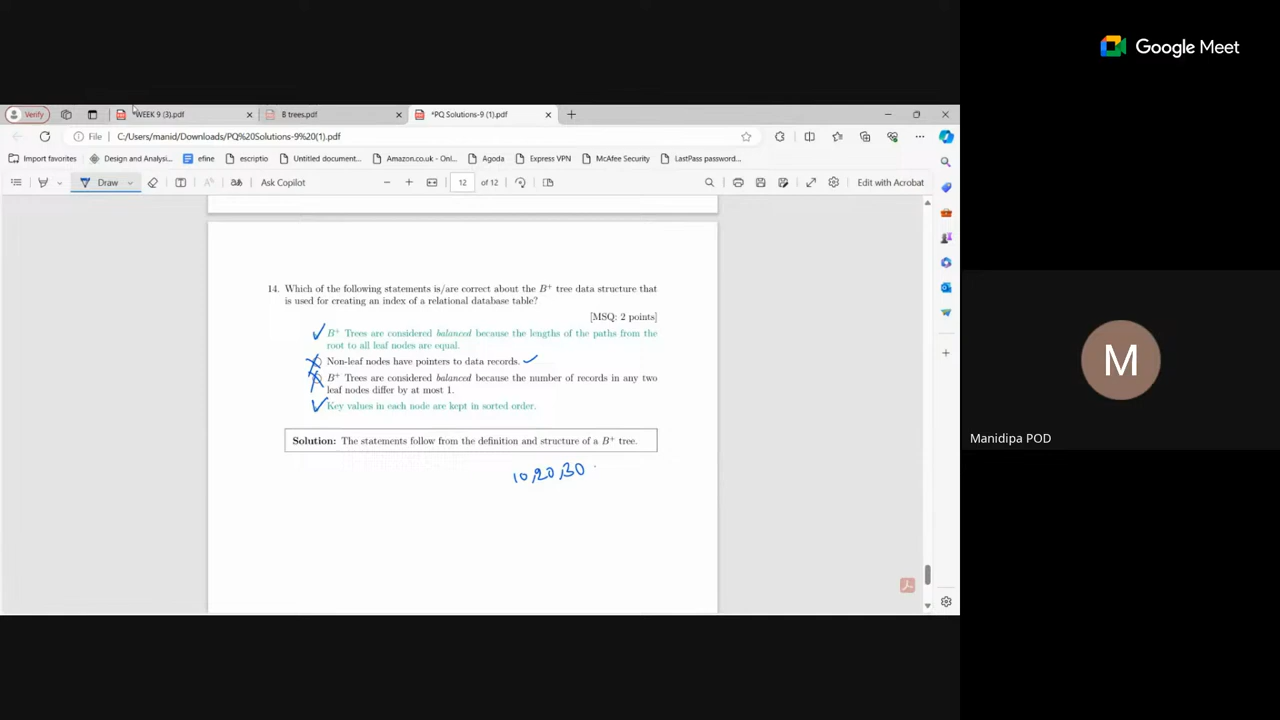 Google Meet
Verify
*WEEK 9 (3).pdf
B trees.pdf
*PQ Solutions-9 (1).pdf
File
C:/Users/manid/Downloads/PQ%20Solutions-9%20(1).pdf
Import favorites
Design and Analysi...
efine
escriptio
Untitled document...
Amazon.co.uk - Onl...
Agoda
Express VPN
McAfee Security
LastPass password...
Draw
Ask Copilot
12 of 12
Edit with Acrobat
14. Which of the following statements is/are correct about the B+ tree data structure that
is used for creating an index of a relational database table?
[MSQ: 2 points]
B+ Trees are considered balanced because the lengths of the paths from the
root to all leaf nodes are equal.
Non-leaf nodes have pointers to data records.
B+ Trees are considered balanced because the number of records in any two
leaf nodes differ by at most 1.
Key values in each node are kept in sorted order.
Solution: The statements follow from the definition and structure of a B+ tree.
10,20,30
M
Manidipa POD